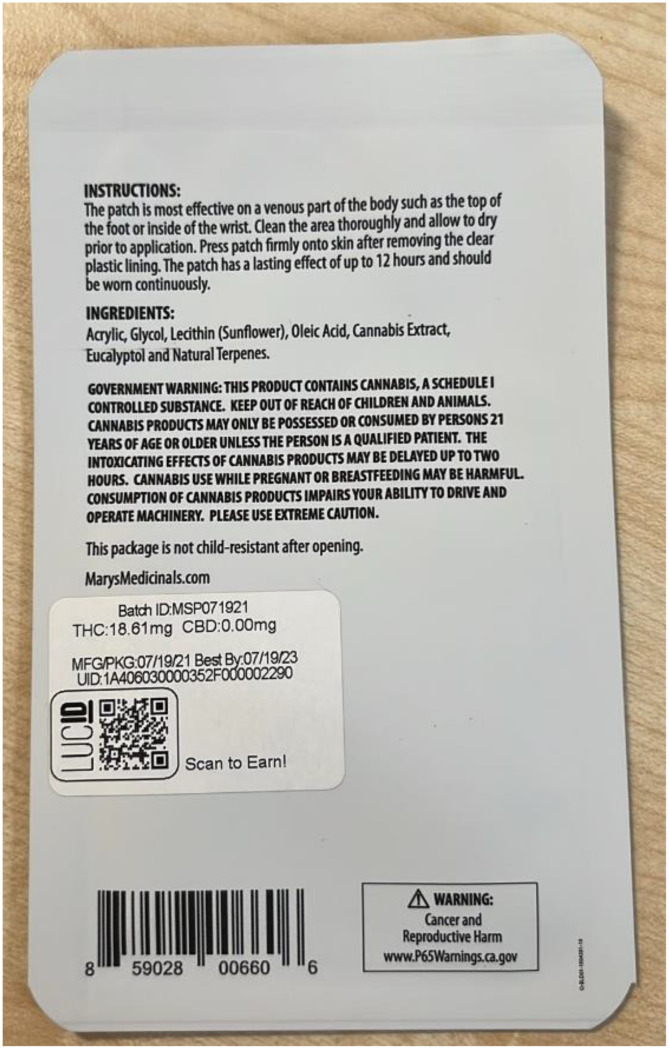 INSTRUCTIONS:
The patch is most effective on a venous part of the body such as the top of
the foot or inside of the wrist. Clean the area thoroughly and allow to dry
prior to application. Press patch firmly onto skin after removing the clear
plastic lining. The patch has a lasting effect of up to 12 hours and should
be worn continuously.
INGREDIENTS:
Acrylic, Glycol, Lecithin (Sunflower), Oleic Acid, Cannabis Extract,
Eucalyptol and Natural Terpenes.
GOVERNMENT WARNING: THIS PRODUCT CONTAINS CANNABIS, A SCHEDULE I
CONTROLLED SUBSTANCE. KEEP OUT OF REACH OF CHILDREN AND ANIMALS.
CANNABIS PRODUCTS MAY ONLY BE POSSESSED OR CONSUMED BY PERSONS 21
YEARS OF AGE OR OLDER UNLESS THE PERSON IS A QUALIFIED PATIENT. THE
INTOXICATING EFFECTS OF CANNABIS PRODUCTS MAY BE DELAYED UP TO TWO
HOURS. CANNABIS USE WHILE PREGNANT OR BREASTFEEDING MAY BE HARMFUL.
CONSUMPTION OF CANNABIS PRODUCTS IMPAIRS YOUR ABILITY TO DRIVE AND
OPERATE MACHINERY. PLEASE USE EXTREME CAUTION.
This package is not child-resistant after opening.
MarysMedicinals.com
Batch ID:MSP071921
THC:18.61mg CBD:0.00mg
MFG/PKG:07/19/21 Best By:07/19/23
UID:1A406030000352F000002290
LUCID
Scan to Earn!
8 59028 00660 6
WARNING:
Cancer and
Reproductive Harm
www.P65Warnings.ca.gov